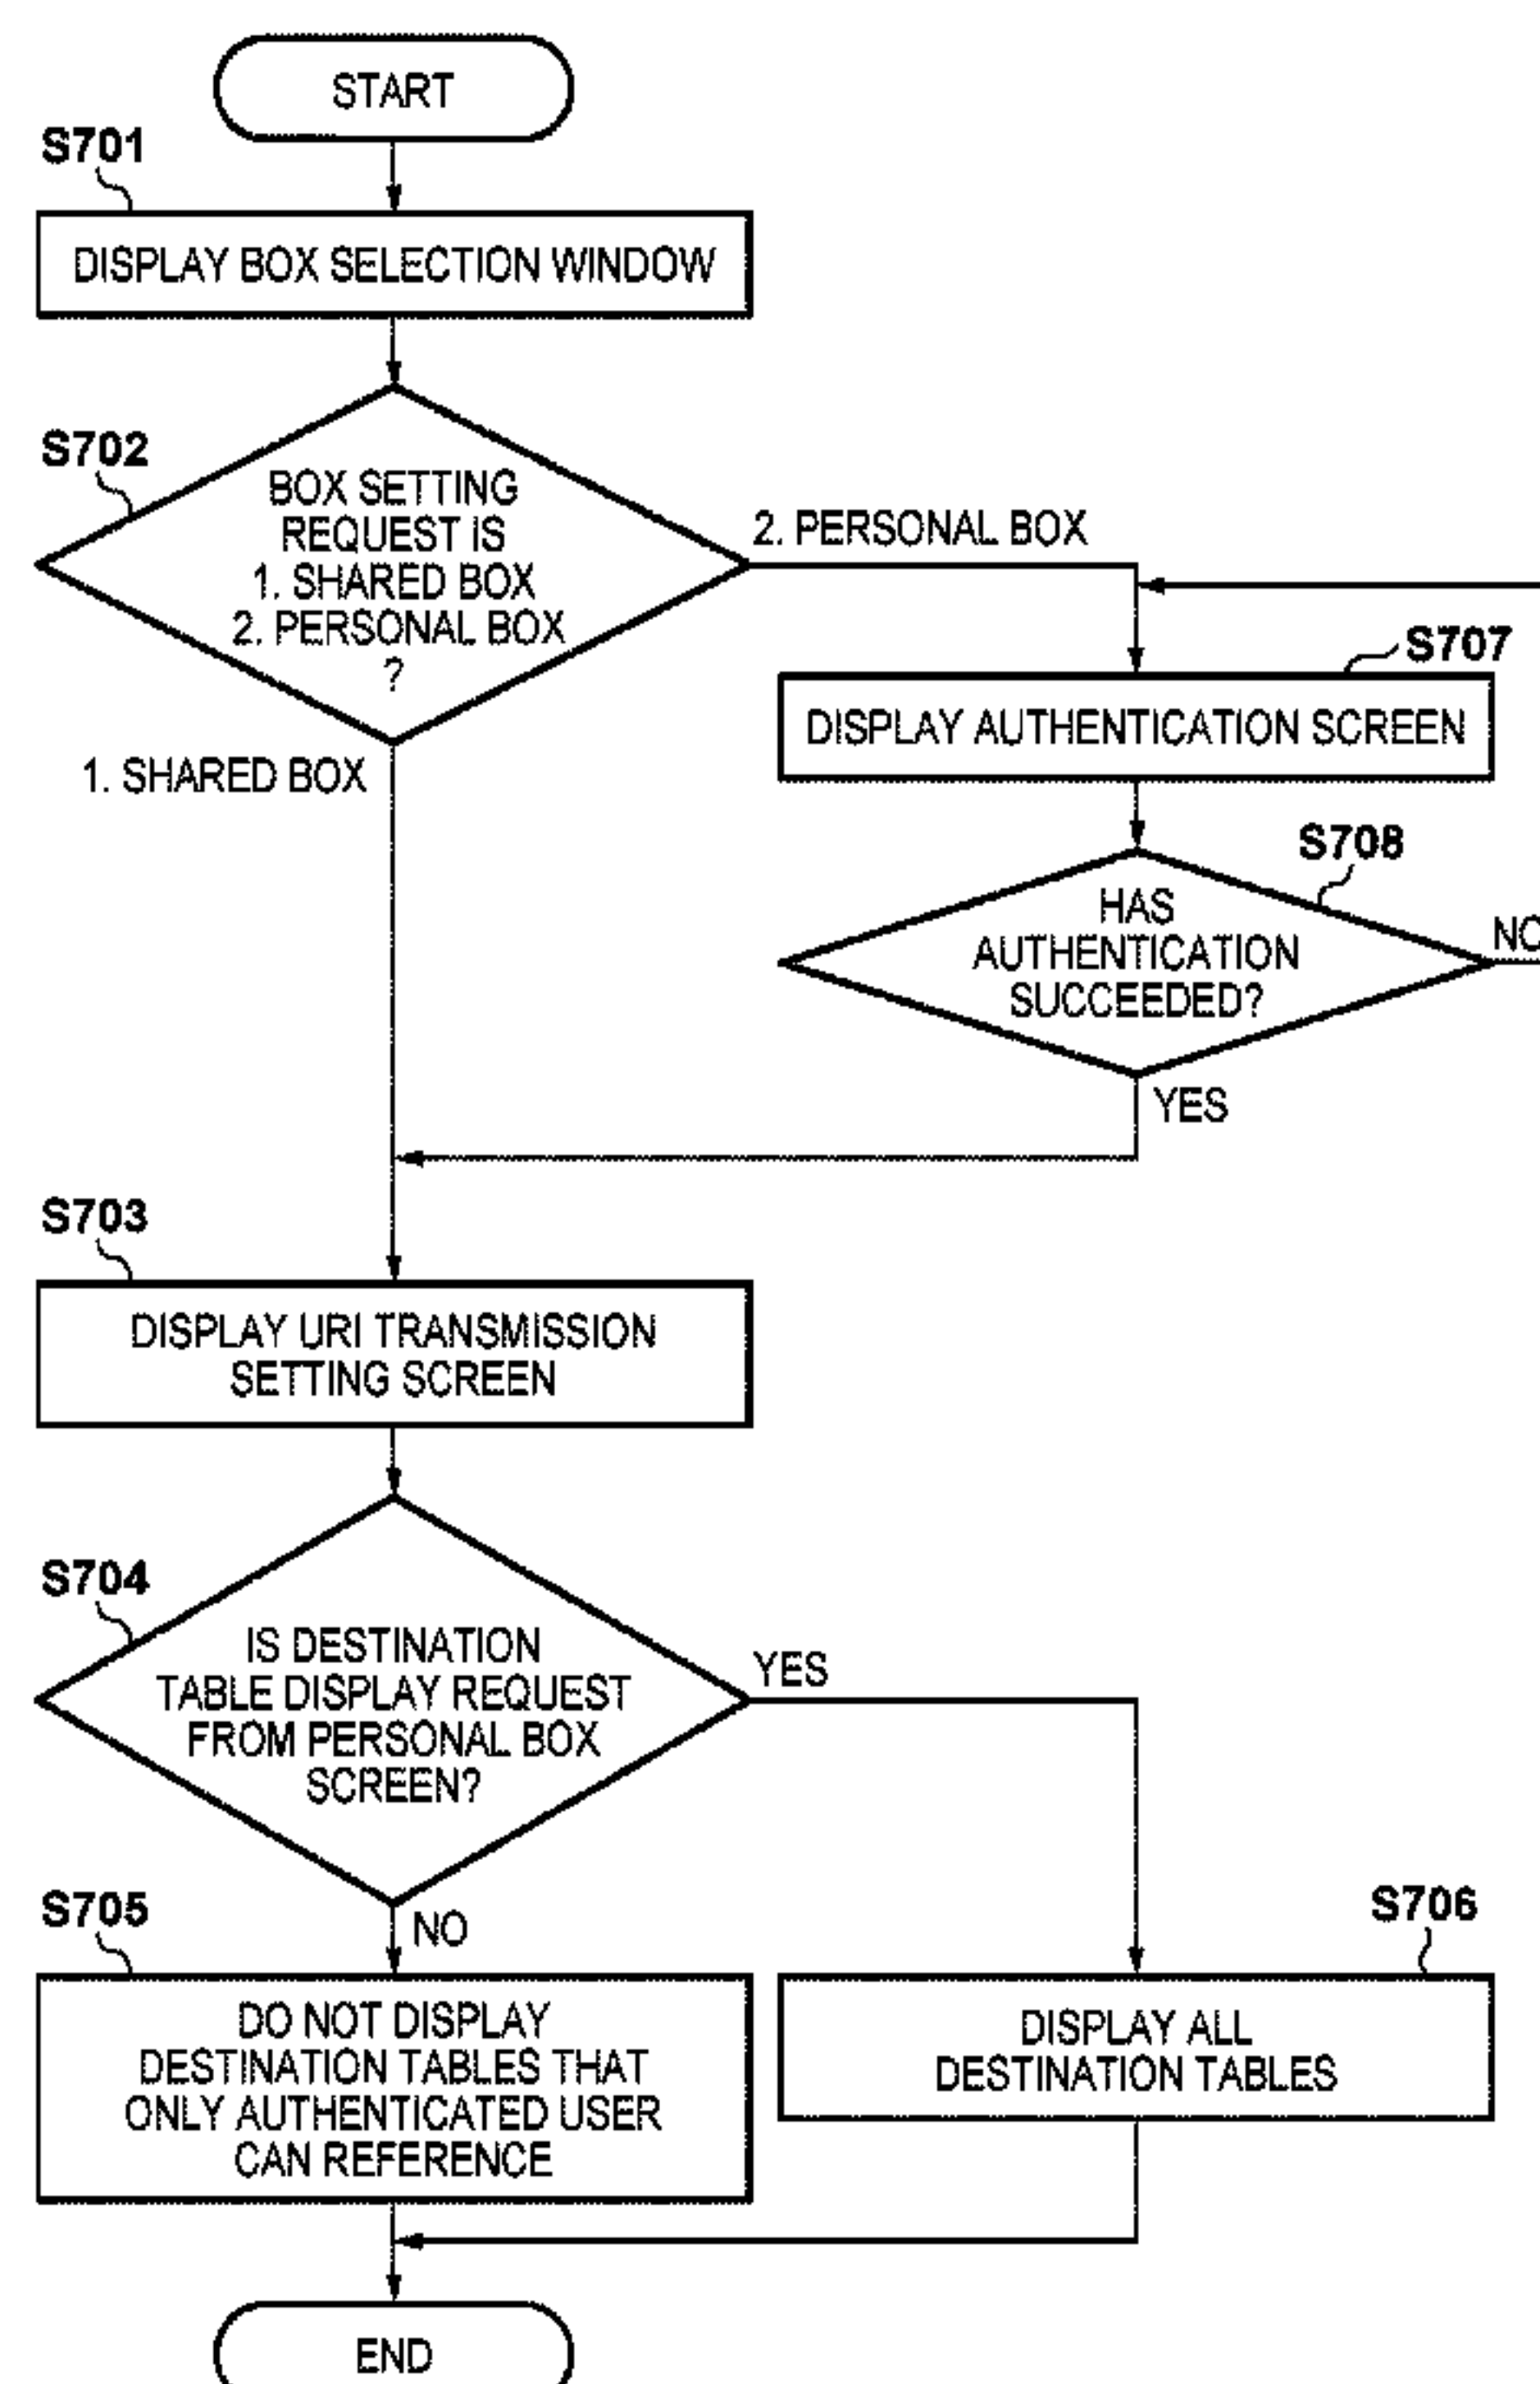 START
S701
DISPLAY BOX SELECTION WINDOW
S702
BOX SETTING
REQUEST IS
1. SHARED BOX
2. PERSONAL BOX
?
2. PERSONAL BOX
1. SHARED BOX
S707
DISPLAY AUTHENTICATION SCREEN
S708
HAS
AUTHENTICATION
SUCCEEDED?
NO
YES
S703
DISPLAY URI TRANSMISSION
SETTING SCREEN
S704
IS DESTINATION
TABLE DISPLAY REQUEST
FROM PERSONAL BOX
SCREEN?
YES
NO
S705
DO NOT DISPLAY
DESTINATION TABLES THAT
ONLY AUTHENTICATED USER
CAN REFERENCE
S706
DISPLAY ALL
DESTINATION TABLES
END